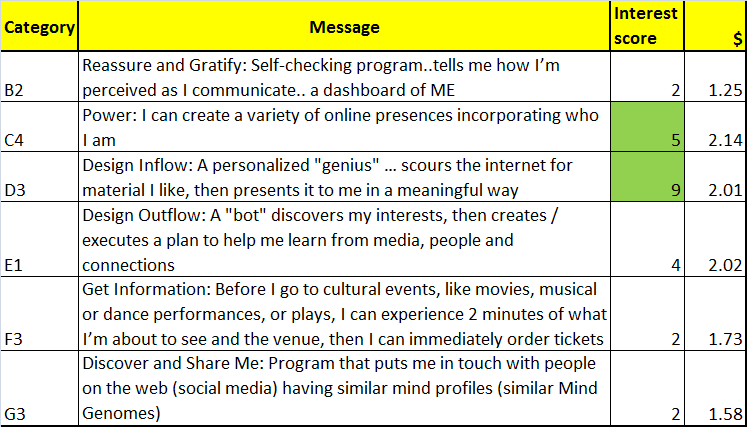 Category Message Interest score $
Reassure and Gratify: Self-checking program..tells me how I’m
B2 perceived as I communicate.. a dashboard of ME 2 1.25
Power: I can create a variety of online presences incorporating who
C4 I am 5 2.14
Design Inflow: A personalized "genius" … scours the internet for
D3 material I like, then presents it to me in a meaningful way 9 2.01
Design Outflow: A "bot" discovers my interests, then creates /
executes a plan to help me learn from media, people and
E1 connections 4 2.02
Get Information: Before I go to cultural events, like movies, musical
or dance performances, or plays, I can experience 2 minutes of what
F3 I’m about to see and the venue, then I can immediately order tickets 2 1.73
Discover and Share Me: Program that puts me in touch with people
on the web (social media) having similar mind profiles (similar Mind
G3 Genomes) 2 1.58